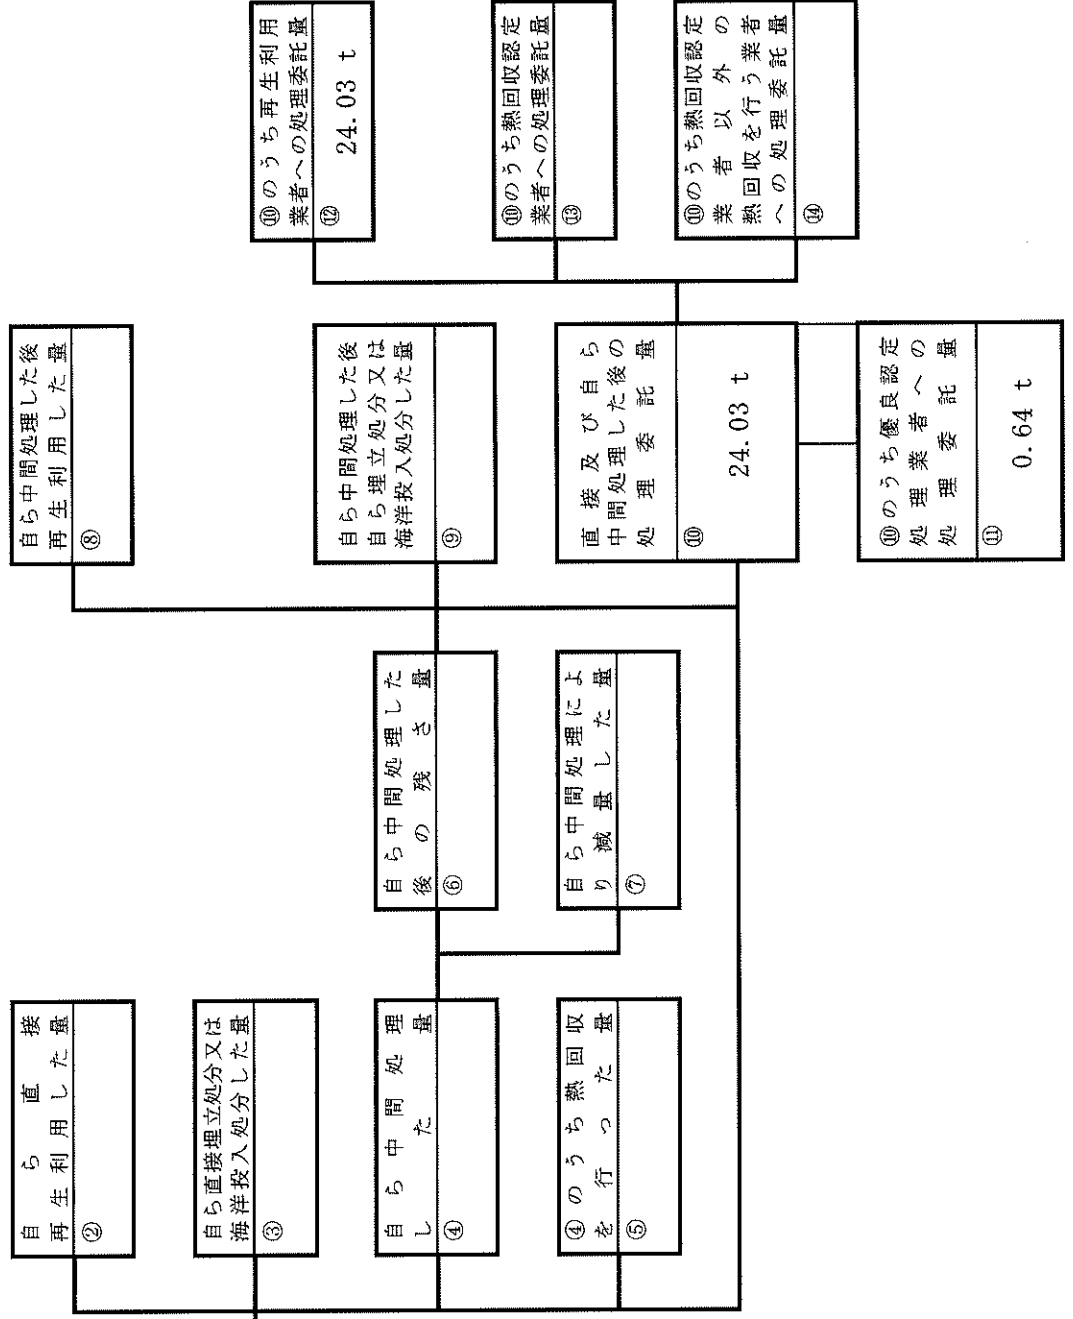 自ら直接
再生利用した量
②
自ら直接埋立処分又は
海洋投入処分した量
③
自ら中間処理
した量
④
④のうち熱回収
を行った量
⑤
自ら中間処理した
後の残さ量
⑥
自ら中間処理によ
り減量した量
⑦
自ら中間処理した後
再生利用した量
⑧
自ら中間処理した後
自ら埋立処分又は
海洋投入処分した量
⑨
直接及び自ら
中間処理した後の
処理委託量
⑩
24.03 t
⑩のうち優良認定
処理業者への
処理委託量
⑪
0.64 t
⑩のうち再生利用
業者への処理委託量
⑫
24.03 t
⑩のうち熱回収認定
業者への処理委託量
⑬
⑩のうち熱回収認定
業者以外の
熱回収を行う業者
への処理委託量
⑭